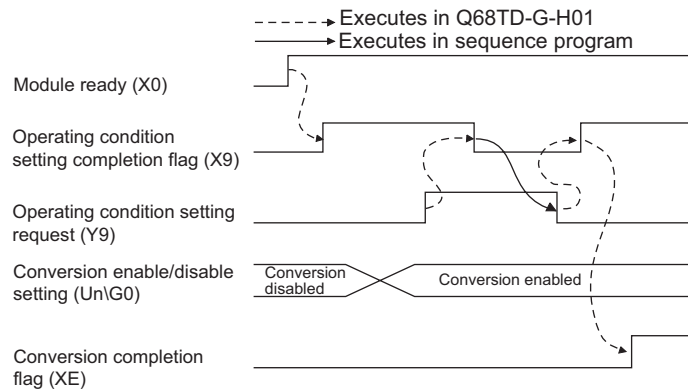 Executes in Q68TD-G-H01
Executes in sequence program
Module ready (X0)
Operating condition
setting completion flag (X9)
Operating condition setting
request (Y9)
Conversion enable/disable
setting (Un\G0)
Conversion
disabled
Conversion enabled
Conversion completion
flag (XE)